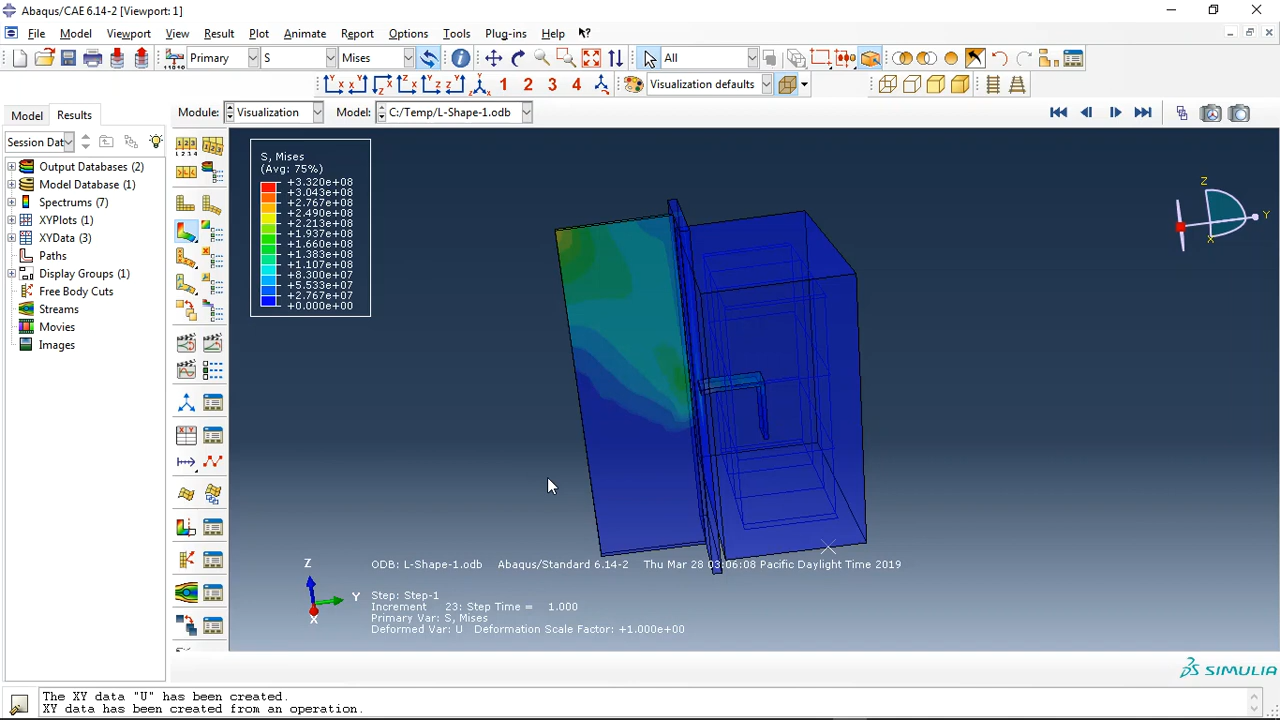 Abaqus/CAE 6.14-2 [Viewport: 1]
File Model Viewport View Result Plot Animate Report Options Tools Plug-ins Help
Primary S Mises All
1 2 3 4 Visualization defaults
Model Results Module: Visualization Model: C:/Temp/L-Shape-1.odb
Session Dat
Output Databases (2)
Model Database (1)
Spectrums (7)
XYPlots (1)
XYData (3)
Paths
Display Groups (1)
Free Body Cuts
Streams
Movies
Images
S, Mises
(Avg: 75%)
+3.320e+08
+3.043e+08
+2.767e+08
+2.490e+08
+2.213e+08
+1.937e+08
+1.660e+08
+1.383e+08
+1.107e+08
+8.300e+07
+5.533e+07
+2.767e+07
+0.000e+00
Z
Y
X
Z
Y
X
ODB: L-Shape-1.odb Abaqus/Standard 6.14-2 Thu Mar 28 03:06:08 Pacific Daylight Time 2019
Step: Step-1
Increment 23: Step Time = 1.000
Primary Var: S, Mises
Deformed Var: U Deformation Scale Factor: +1.000e+00
SIMULIA
The XY data "U" has been created.
XY data has been created from an operation.